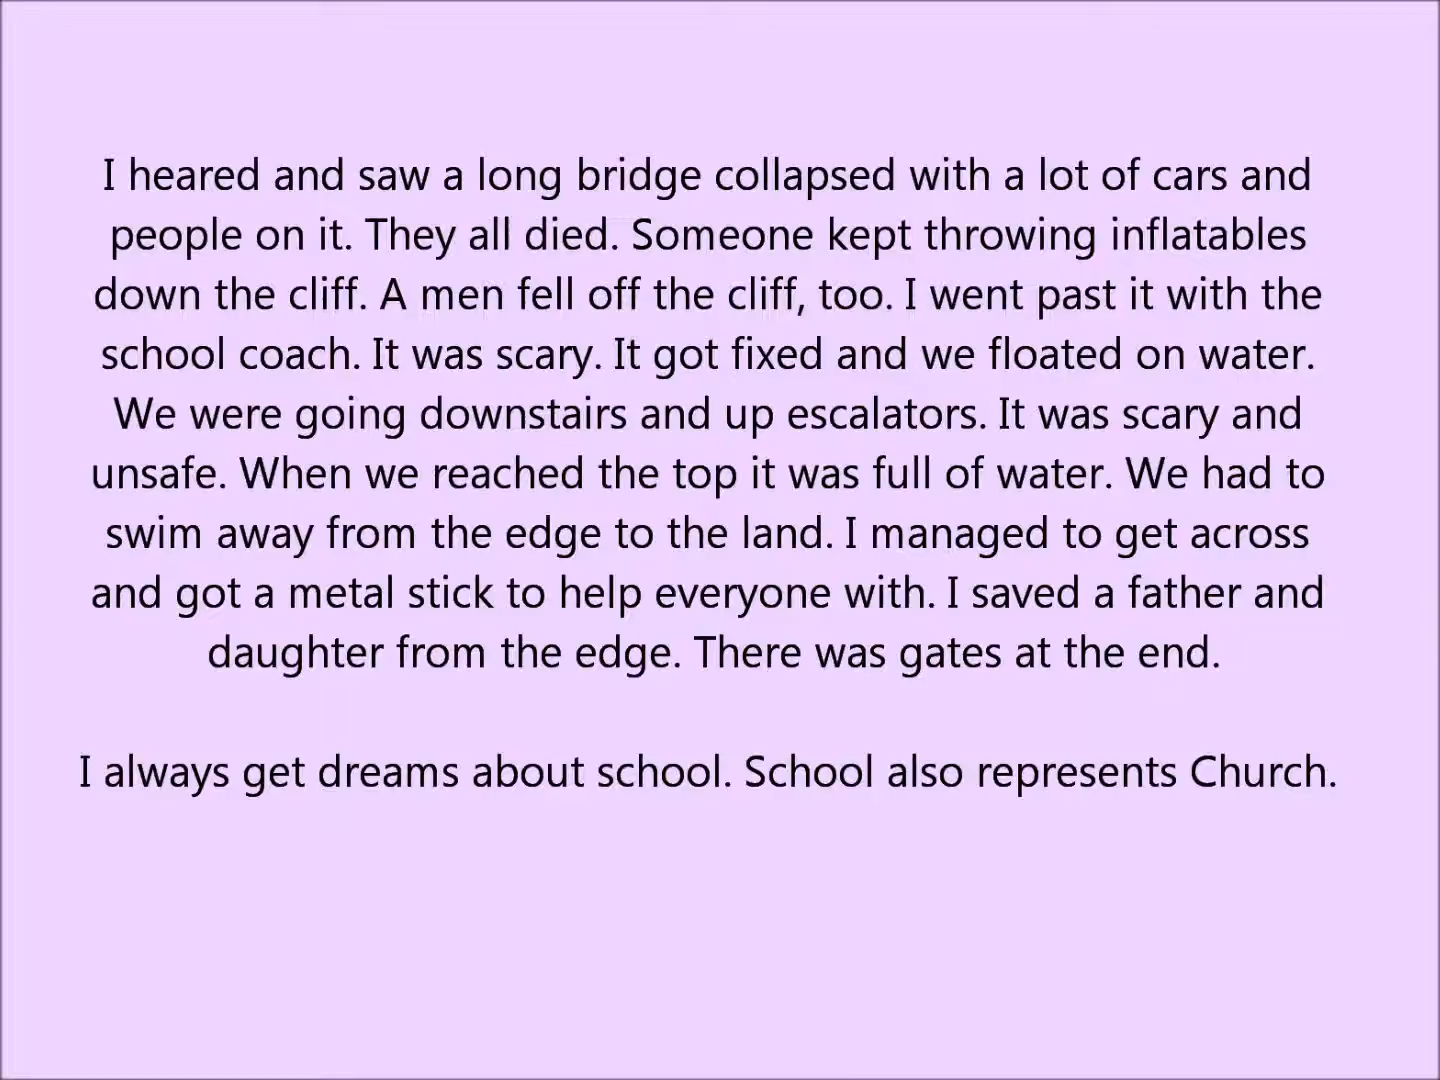 I heared and saw a long bridge collapsed with a lot of cars and
people on it. They all died. Someone kept throwing inflatables
down the cliff. A men fell off the cliff, too. I went past it with the
school coach. It was scary. It got fixed and we floated on water.
We were going downstairs and up escalators. It was scary and
unsafe. When we reached the top it was full of water. We had to
swim away from the edge to the land. I managed to get across
and got a metal stick to help everyone with. I saved a father and
daughter from the edge. There was gates at the end.
I always get dreams about school. School also represents Church.